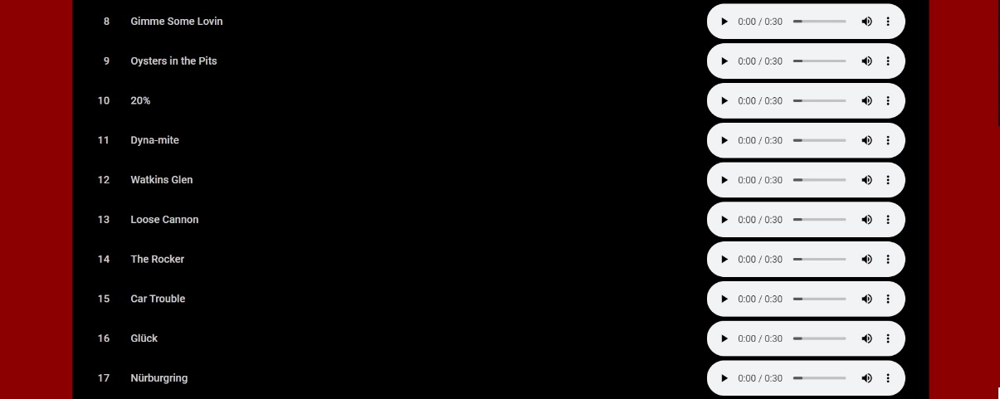 8 Gimme Some Lovin 0:00 / 0:30
9 Oysters in the Pits 0:00 / 0:30
10 20% 0:00 / 0:30
11 Dyna-mite 0:00 / 0:30
12 Watkins Glen 0:00 / 0:30
13 Loose Cannon 0:00 / 0:30
14 The Rocker 0:00 / 0:30
15 Car Trouble 0:00 / 0:30
16 Glück 0:00 / 0:30
17 Nürburgring 0:00 / 0:30